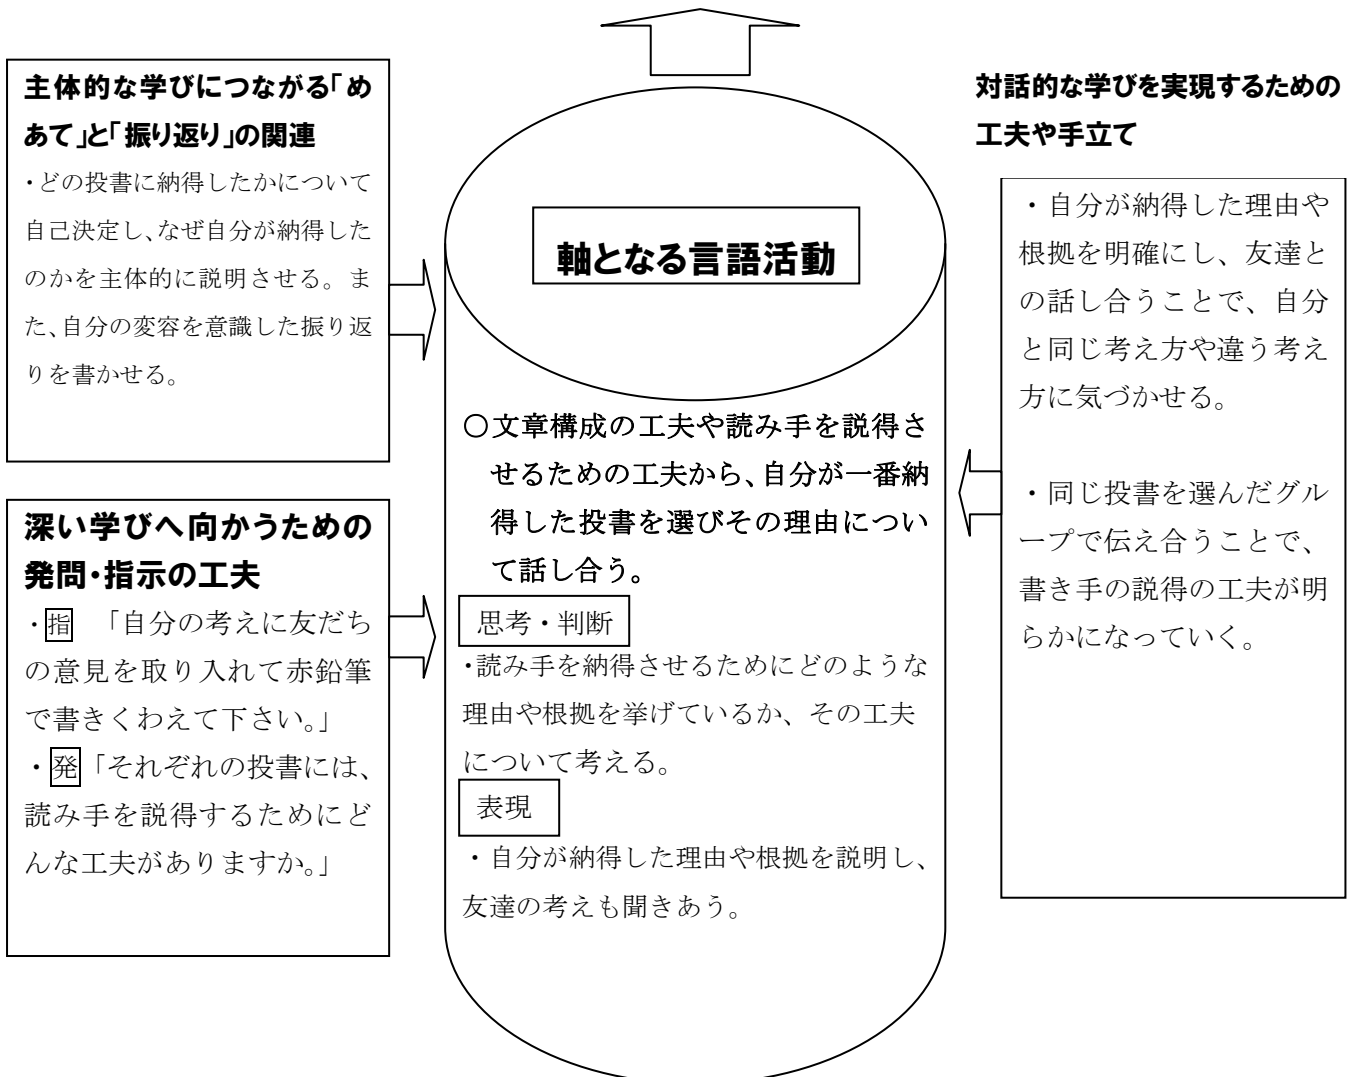 主体的な学びにつながる「め
あて」と「振り返り」の関連
・どの投書に納得したかについて
自己決定し、なぜ自分が納得した
のかを主体的に説明させる。ま
た、自分の変容を意識した振り返
りを書かせる。
深い学びへ向かうための
発問・指示の工夫
・指　「自分の考えに友だち
の意見を取り入れて赤鉛筆
で書きくわえて下さい。」
・発「それぞれの投書には、
読み手を説得するためにど
んな工夫がありますか。」
軸となる言語活動
〇文章構成の工夫や読み手を説得さ
せるための工夫から、自分が一番納
得した投書を選びその理由につい
て話し合う。
思考・判断
・読み手を納得させるためにどのような
理由や根拠を挙げているか、その工夫
について考える。
表現
・自分が納得した理由や根拠を説明し、
友達の考えも聞きあう。
対話的な学びを実現するための
工夫や手立て
・自分が納得した理由や
根拠を明確にし、友達と
の話し合うことで、自分
と同じ考え方や違う考え
方に気づかせる。
・同じ投書を選んだグル
ープで伝え合うことで、
書き手の説得の工夫が明
らかになっていく。